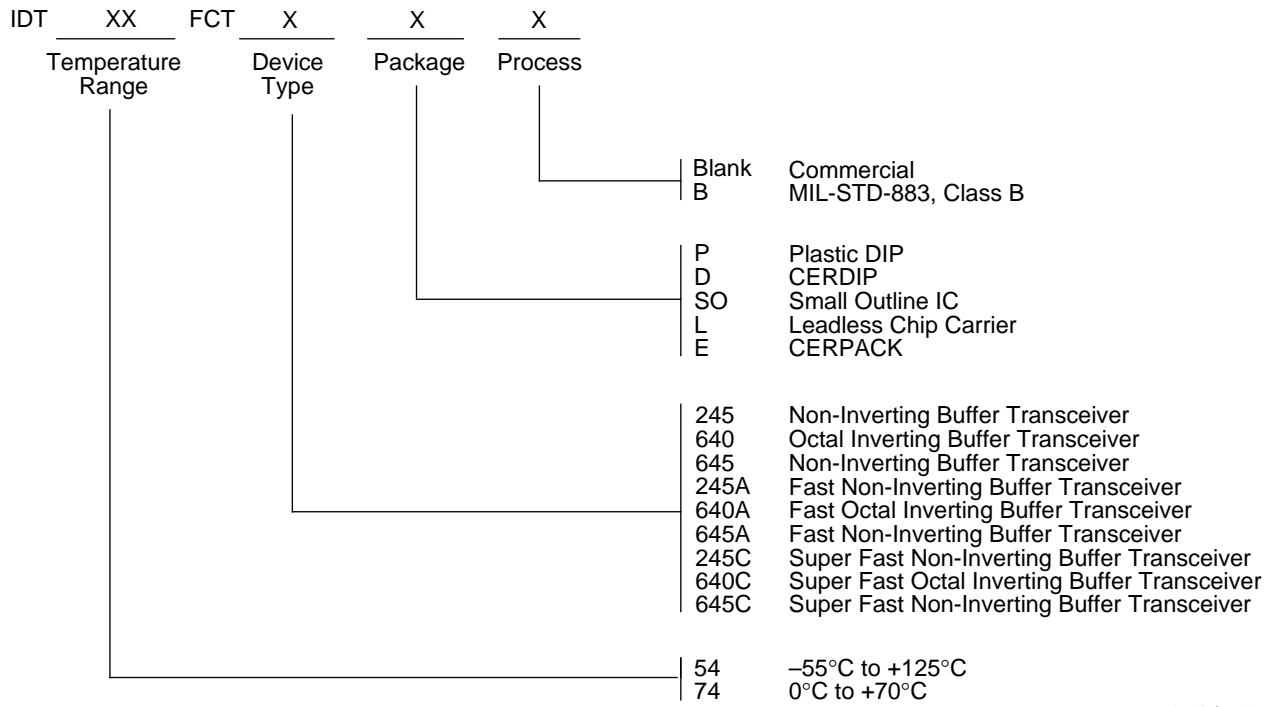 IDT XX FCT X X X
Temperature Range Device Type Package Process
Blank Commercial
B MIL-STD-883, Class B
P Plastic DIP
D CERDIP
SO Small Outline IC
L Leadless Chip Carrier
E CERPACK
245 Non-Inverting Buffer Transceiver
640 Octal Inverting Buffer Transceiver
645 Non-Inverting Buffer Transceiver
245A Fast Non-Inverting Buffer Transceiver
640A Fast Octal Inverting Buffer Transceiver
645A Fast Non-Inverting Buffer Transceiver
245C Super Fast Non-Inverting Buffer Transceiver
640C Super Fast Octal Inverting Buffer Transceiver
645C Super Fast Non-Inverting Buffer Transceiver
54 –55°C to +125°C
74 0°C to +70°C